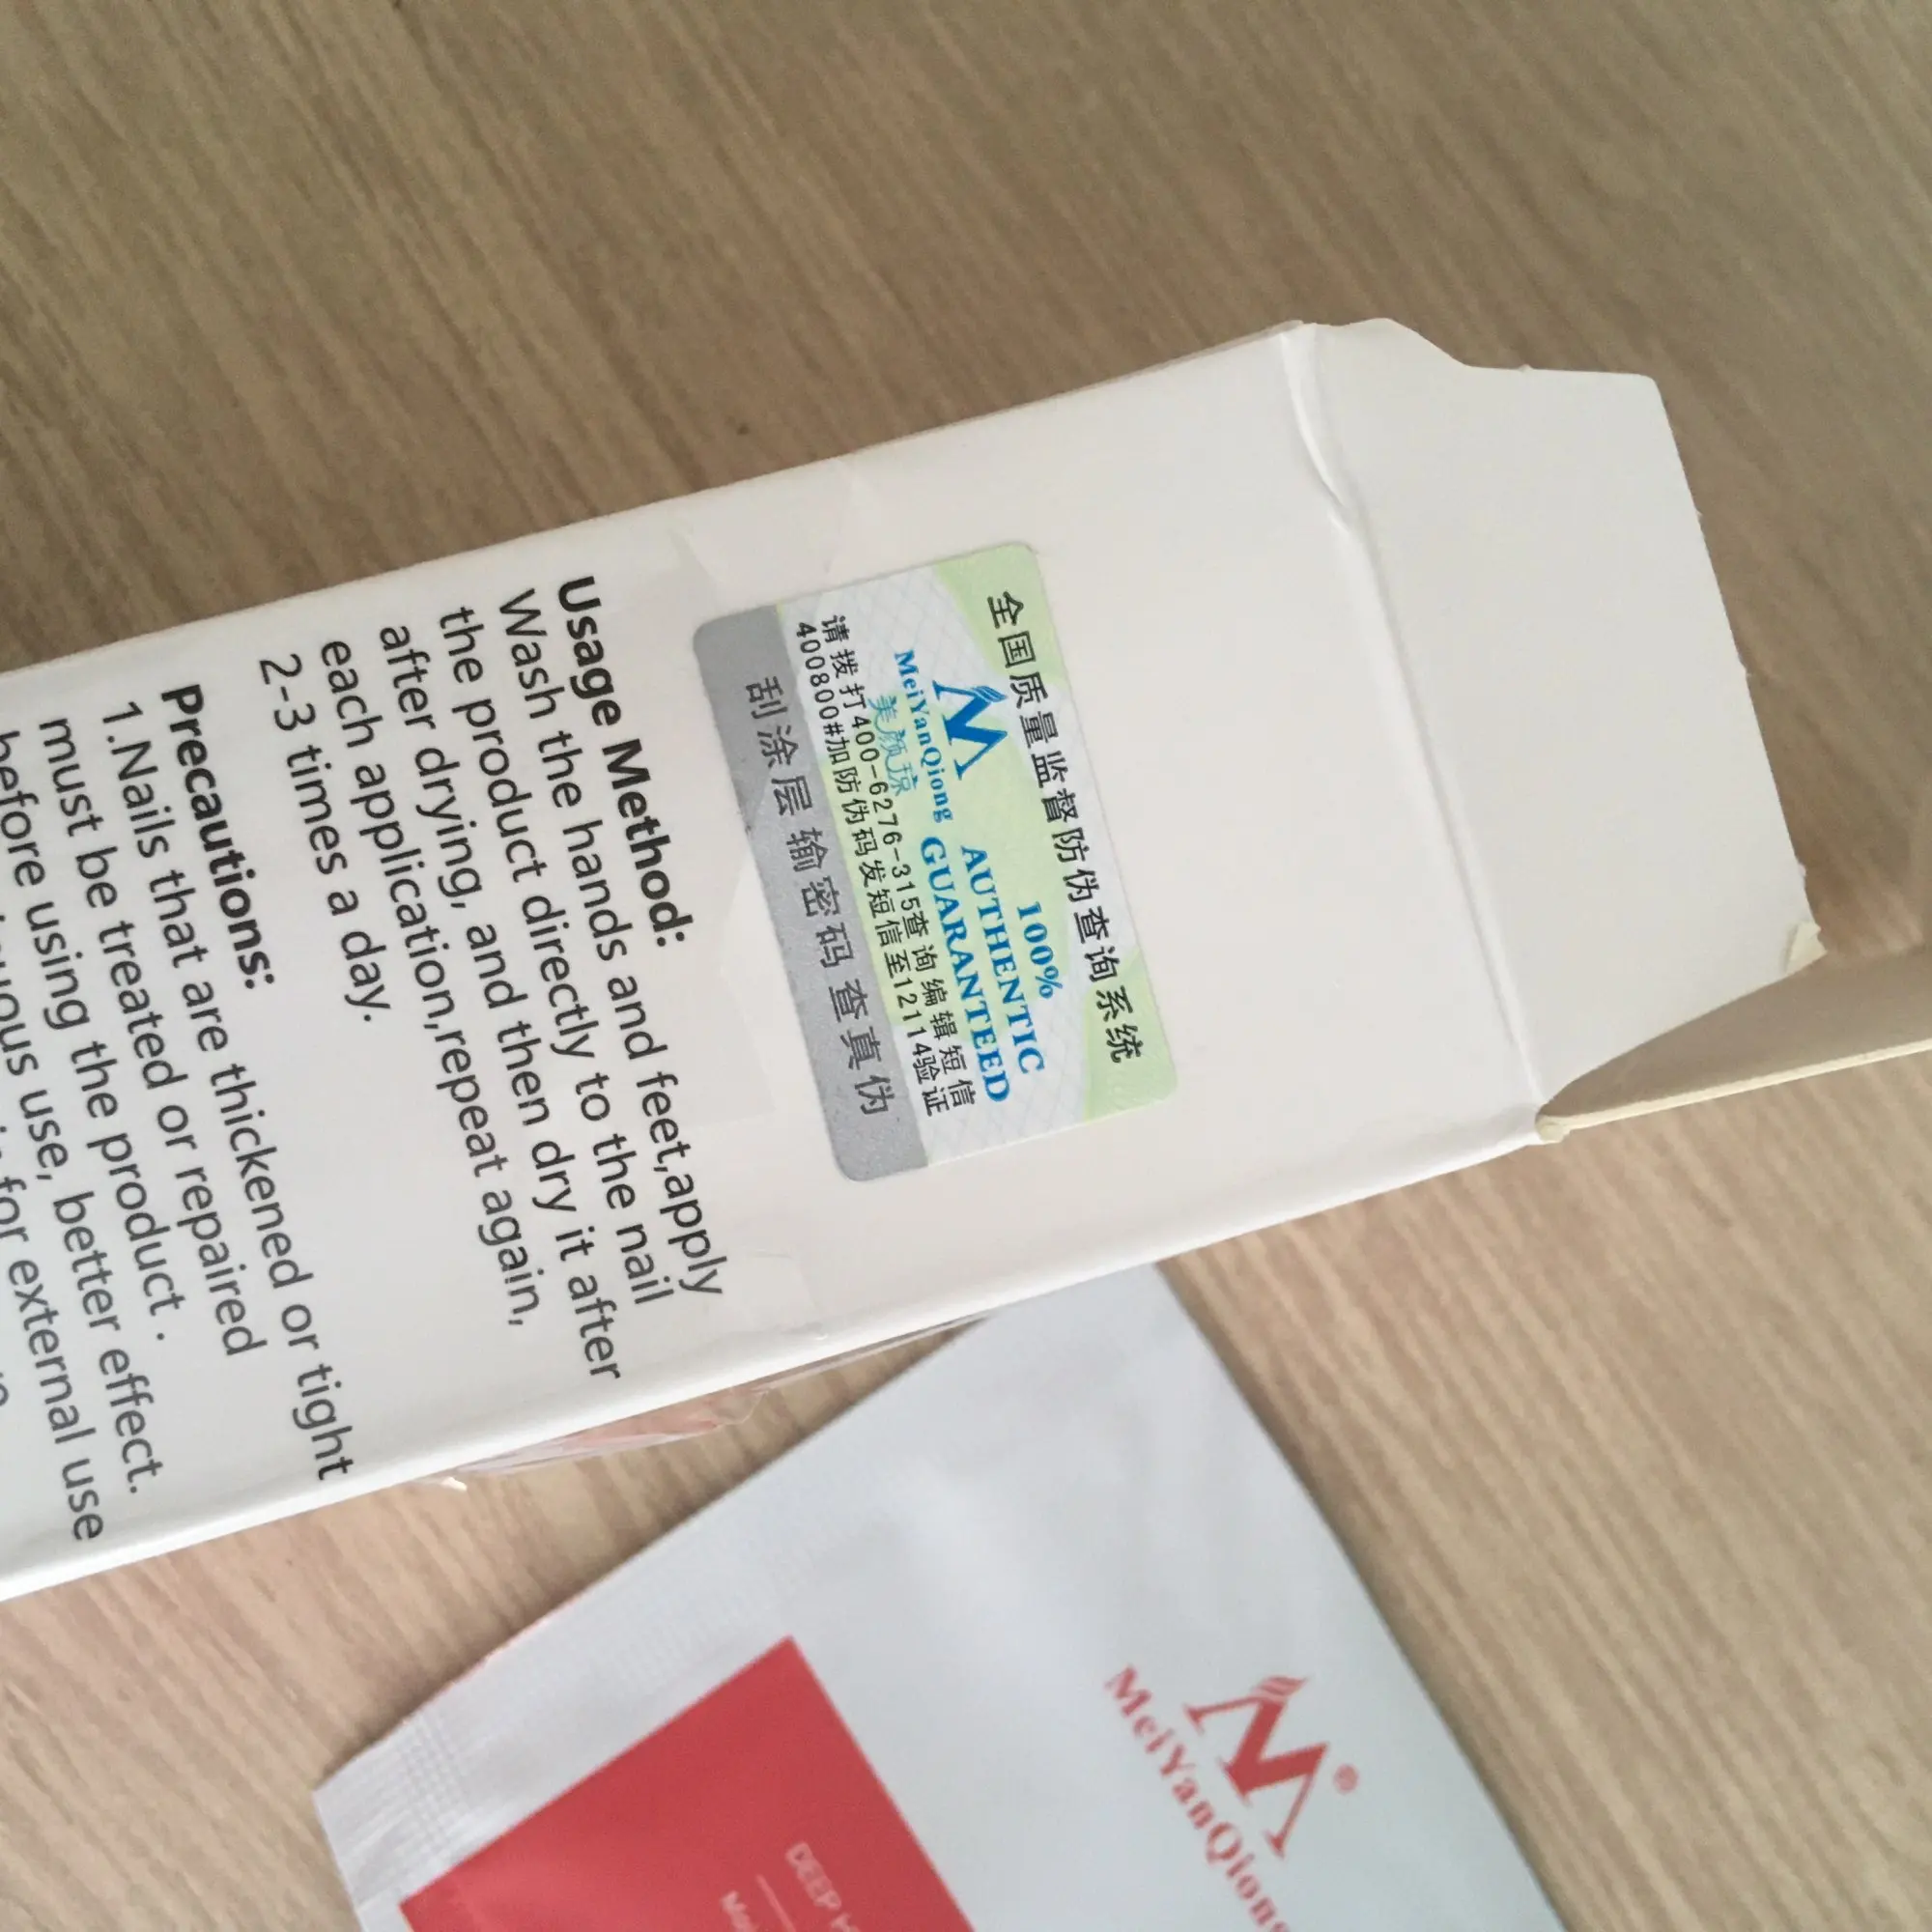 全国质量监督防伪查询系统
MeiYanQiong
美颜琼
100%
AUTHENTIC
GUARANTEED
请拨打400-6276-315查询编辑短信
400800#加防伪码发短信至12114验证
刮涂层输密码查真伪
Usage Method:
Wash the hands and feet,apply
the product directly to the nail
after drying, and then dry it after
each application,repeat again,
2-3 times a day.
Precautions:
1.Nails that are thickened or tight
must be treated or repaired
before using the product .
use, better effect.
for external use
MeiYanQiong
®
DEEP